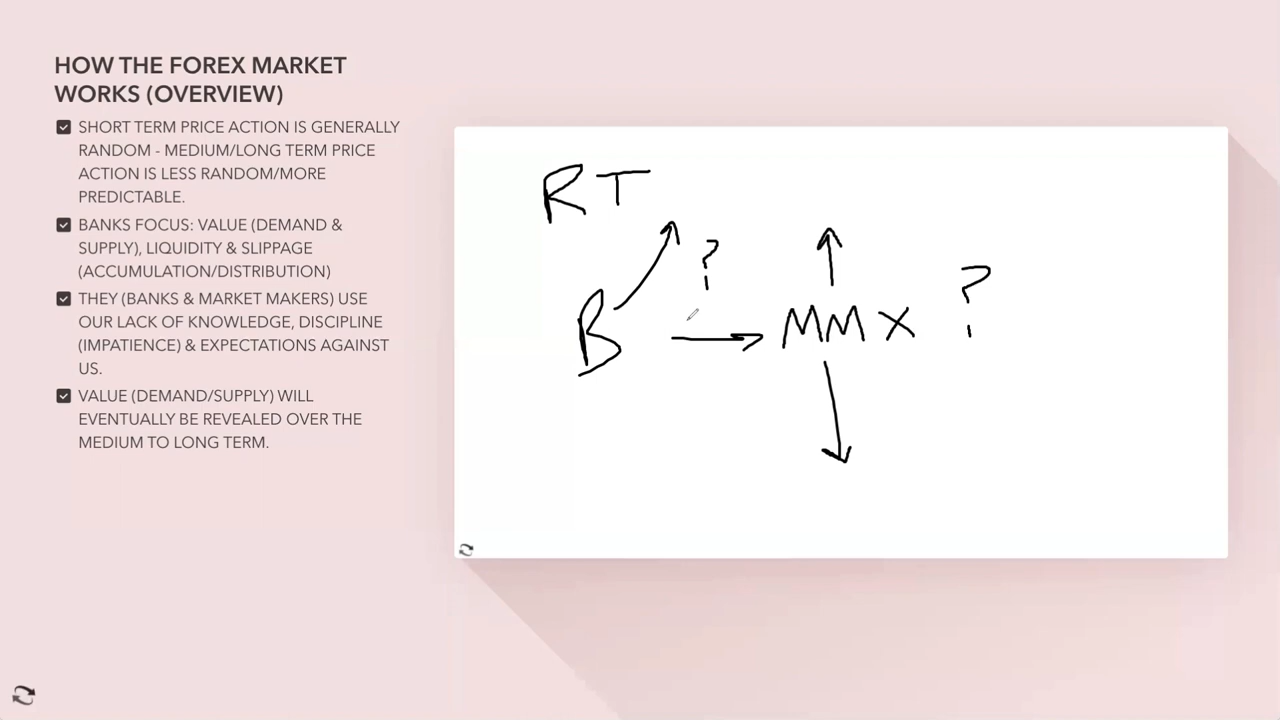 HOW THE FOREX MARKET
WORKS (OVERVIEW)
SHORT TERM PRICE ACTION IS GENERALLY
RANDOM - MEDIUM/LONG TERM PRICE
ACTION IS LESS RANDOM/MORE
PREDICTABLE.
BANKS FOCUS: VALUE (DEMAND &
SUPPLY), LIQUIDITY & SLIPPAGE
(ACCUMULATION/DISTRIBUTION)
THEY (BANKS & MARKET MAKERS) USE
OUR LACK OF KNOWLEDGE, DISCIPLINE
(IMPATIENCE) & EXPECTATIONS AGAINST
US.
VALUE (DEMAND/SUPPLY) WILL
EVENTUALLY BE REVEALED OVER THE
MEDIUM TO LONG TERM.
RT
?
?
B MMX